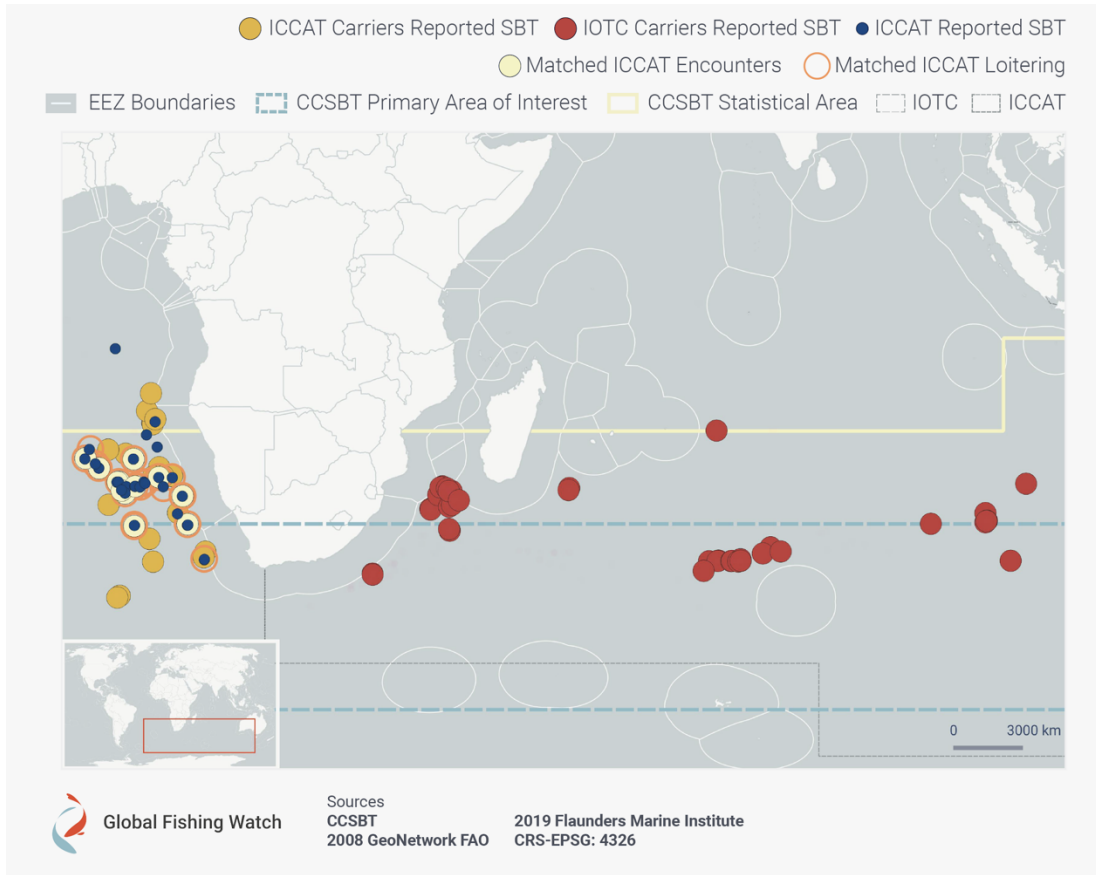 ICCAT Carriers Reported SBT IOTC Carriers Reported SBT ICCAT Reported SBT
Matched ICCAT Encounters Matched ICCAT Loitering
EEZ Boundaries CCSBT Primary Area of Interest CCSBT Statistical Area IOTC ICCAT
0 3000 km
Global Fishing Watch
Sources
CCSBT
2008 GeoNetwork FAO
2019 Flaunders Marine Institute
CRS-EPSG: 4326